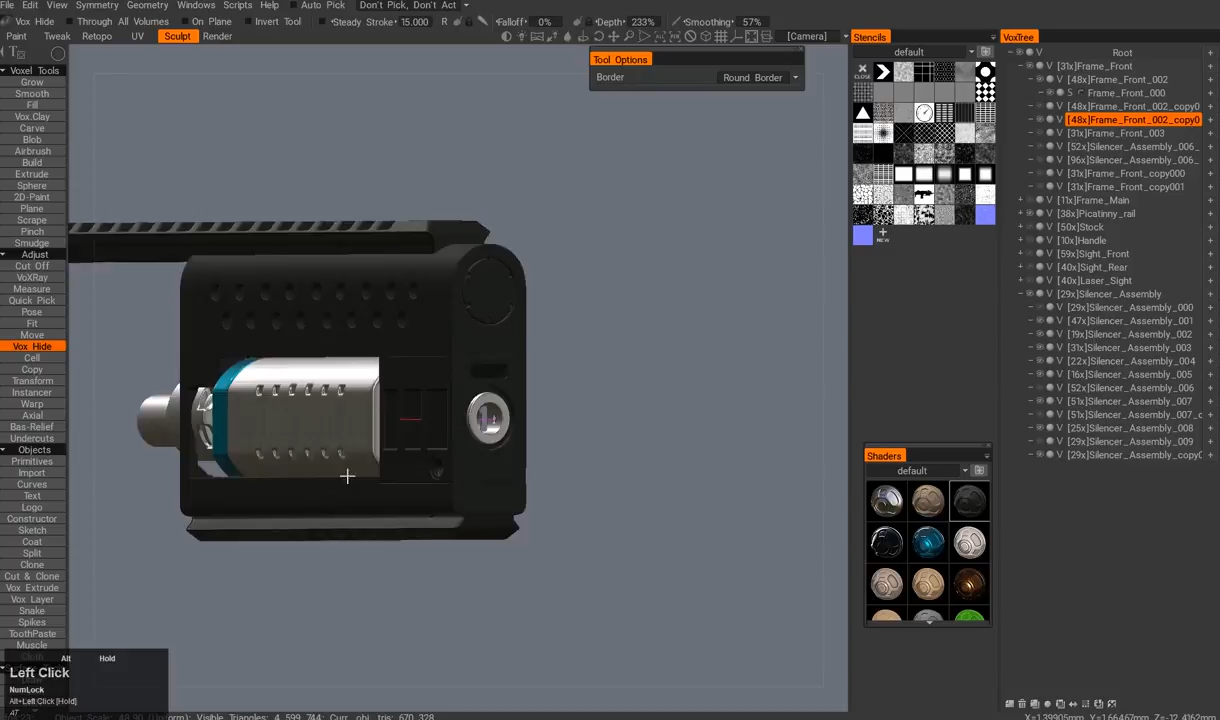 File Edit View Symmetry Geometry Windows Scripts Help Auto Pick Don't Pick, Don't Act
Vox Hide Through All Volumes On Plane Invert Tool Steady Stroke 15.000 R Falloff 0% Depth 233% Smoothing 57%
Paint Tweak Retopo UV Sculpt Render [Camera]
Voxel Tools
Grow
Smooth
Fill
Vox.Clay
Carve
Blob
Airbrush
Build
Extrude
Sphere
2D-Paint
Plane
Scrape
Pinch
Smudge
Adjust
Cut Off
VoXRay
Measure
Quick Pick
Pose
Fit
Move
Vox Hide
Cell
Copy
Transform
Instancer
Warp
Axial
Bas-Relief
Undercuts
Objects
Primitives
Import
Curves
Text
Logo
Constructor
Sketch
Coat
Split
Clone
Cut & Clone
Vox Extrude
Vox Layer
Snake
Spikes
ToothPaste
Muscle
Alt Hold
Left Click
NumLock
Alt+Left Click [Hold]
Tool Options
Border Round Border
Stencils
default
CLOSE
NEW
Shaders
default
VoxTree
Root
V [31x]Frame_Front
V [48x]Frame_Front_002
S Frame_Front_000
V [48x]Frame_Front_002_copy0
V [48x]Frame_Front_002_copy0
V [31x]Frame_Front_003
V [52x]Silencer_Assembly_006_
V [96x]Silencer_Assembly_006_
V [31x]Frame_Front_copy000
V [31x]Frame_Front_copy001
V [11x]Frame_Main
V [38x]Picatinny_rail
V [50x]Stock
V [10x]Handle
V [59x]Sight_Front
V [40x]Sight_Rear
V [40x]Laser_Sight
V [29x]Silencer_Assembly
V [29x]Silencer_Assembly_000
V [47x]Silencer_Assembly_001
V [19x]Silencer_Assembly_002
V [31x]Silencer_Assembly_003
V [22x]Silencer_Assembly_004
V [16x]Silencer_Assembly_005
V [52x]Silencer_Assembly_006
V [51x]Silencer_Assembly_007
V [51x]Silencer_Assembly_007_c
V [25x]Silencer_Assembly_008
V [29x]Silencer_Assembly_009
V [29x]Silencer_Assembly_copy0